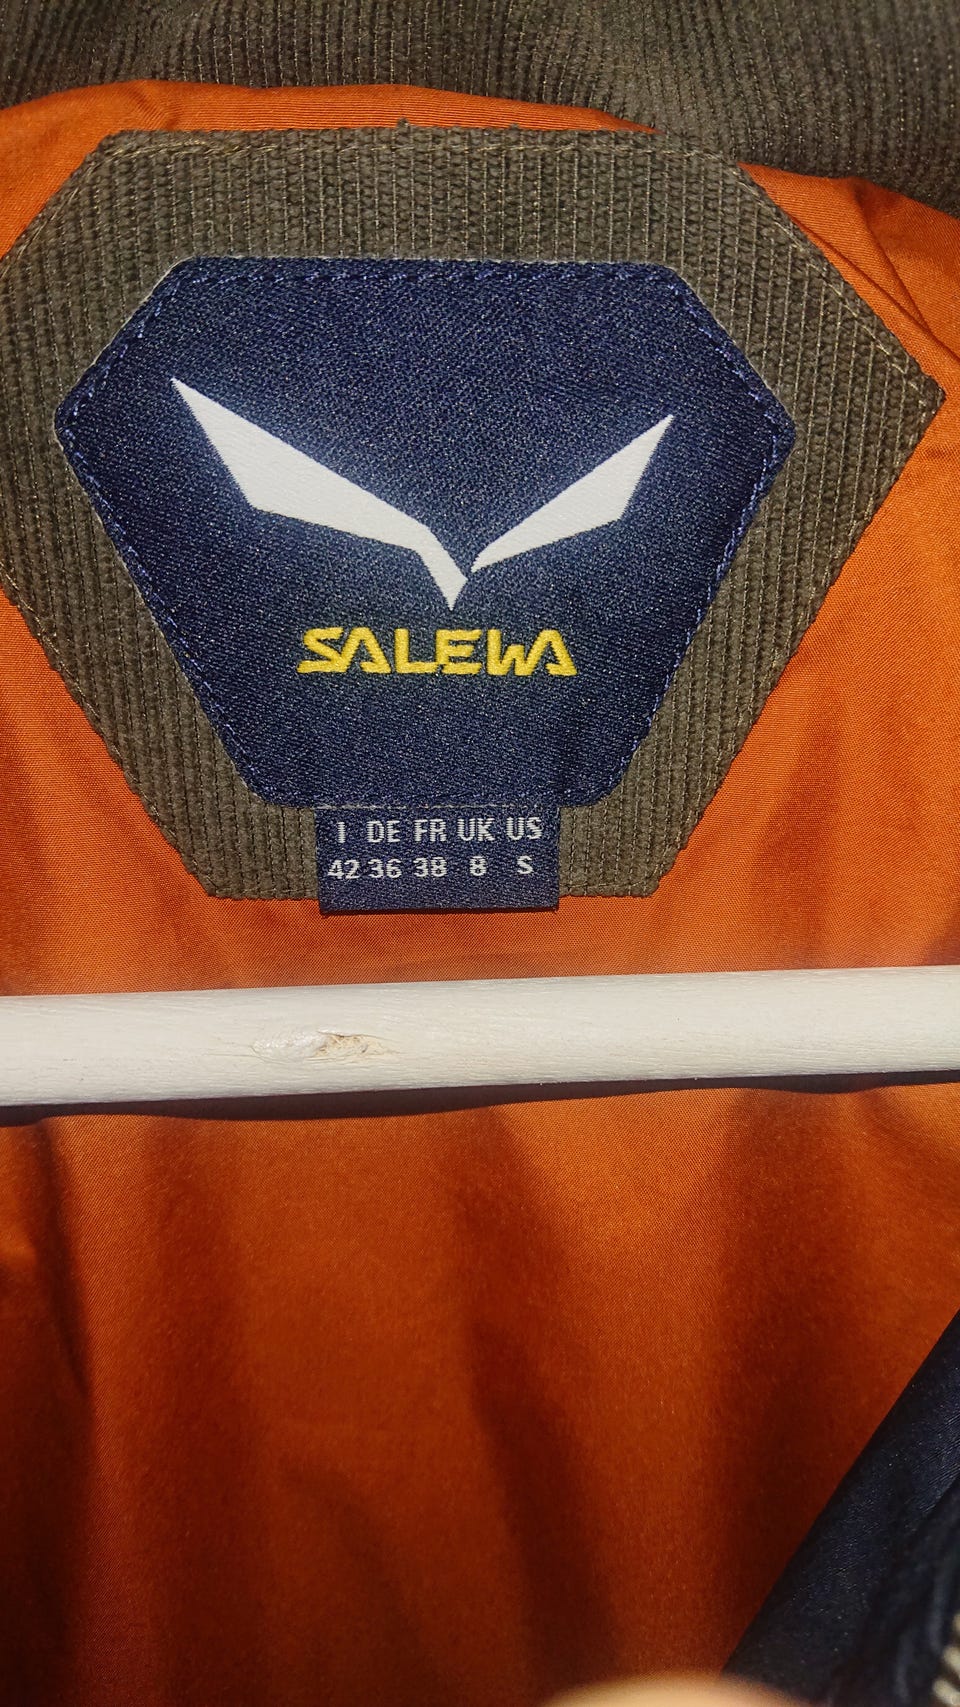 SALEWA
I DE FR UK US
42 36 38 8 S